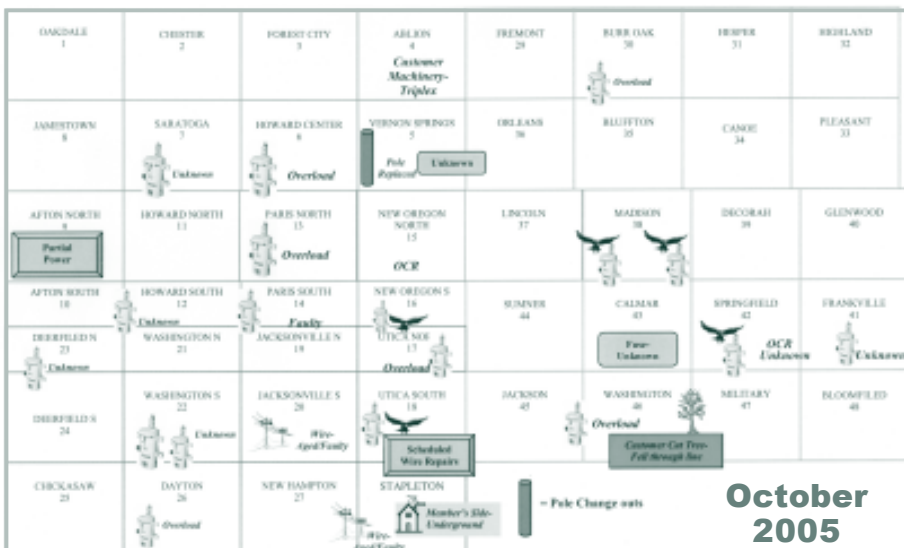 OAKDALE
1
CHESTER
2
FOREST CITY
3
ALBION
4
Customer
Machinery-
Triplex
FREMONT
29
BURR OAK
30
Overload
HESPER
31
HIGHLAND
32
JAMESTOWN
8
SARATOGA
7
Unknown
HOWARD CENTER
6
Overload
VERNON SPRINGS
5
Pole
Replaced
Unknown
ORLEANS
36
BLUFFTON
35
CANOE
34
PLEASANT
33
AFTON NORTH
9
Partial
Power
HOWARD NORTH
11
PARIS NORTH
13
Overload
NEW OREGON
NORTH
15
OCR
LINCOLN
37
MADISON
38
DECORAH
39
GLENWOOD
40
AFTON SOUTH
10
HOWARD SOUTH
12
Unknown
PARIS SOUTH
14
Faulty
NEW OREGON S
16
SUMNER
44
CALMAR
43
Fuse-
Unknown
SPRINGFIELD
42
OCR
Unknown
FRANKVILLE
41
Unknown
DEERFIELD N
23
Unknown
WASHINGTON N
21
JACKSONVILLE N
19
UTICA
17
Overload
DEERFIELD S
24
WASHINGTON S
22
Unknown
JACKSONVILLE S
20
Wire-
Aged/Faulty
UTICA SOUTH
18
Scheduled
Wire Repairs
JACKSON
45
WASHINGTON
46
Overload
Customer Cut Tree-
Fell through line
MILITARY
47
BLOOMFILED
48
CHICKASAW
25
DAYTON
26
Overload
NEW HAMPTON
27
Wire-
Aged/Faulty
STAPLETON
Member's Side-
Underground
= Pole Change outs
October
2005